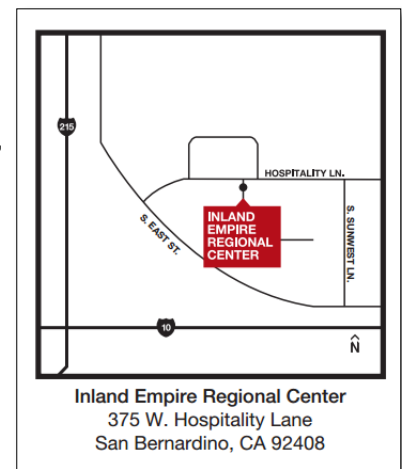 215
HOSPITALITY LN.
INLAND
EMPIRE
REGIONAL
CENTER
S. EAST ST.
S. SUNWEST LN.
10
N
Inland Empire Regional Center
375 W. Hospitality Lane
San Bernardino, CA 92408